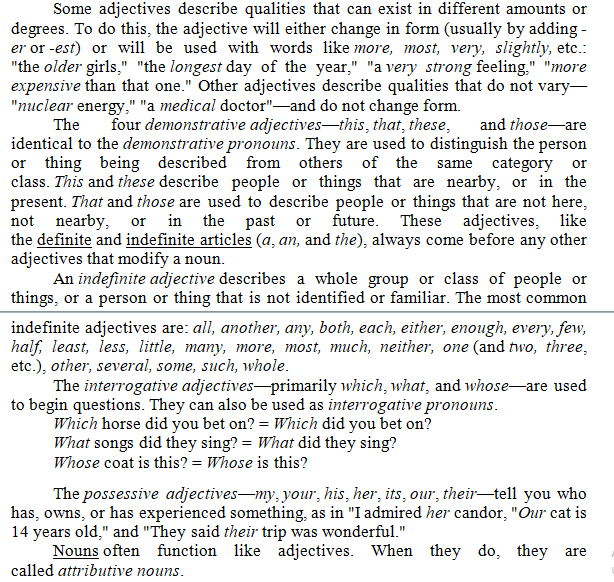 Some adjectives describe qualities that can exist in different amounts or
degrees. To do this, the adjective will either change in form (usually by adding -
er or -est) or will be used with words like more, most, very, slightly, etc.:
"the older girls," "the longest day of the year," "a very strong feeling," "more
expensive than that one." Other adjectives describe qualities that do not vary—
"nuclear energy," "a medical doctor"—and do not change form.
The four demonstrative adjectives—this, that, these, and those—are
identical to the demonstrative pronouns. They are used to distinguish the person
or thing being described from others of the same category or
class. This and these describe people or things that are nearby, or in the
present. That and those are used to describe people or things that are not here,
not nearby, or in the past or future. These adjectives, like
the definite and indefinite articles (a, an, and the), always come before any other
adjectives that modify a noun.
An indefinite adjective describes a whole group or class of people or
things, or a person or thing that is not identified or familiar. The most common
indefinite adjectives are: all, another, any, both, each, either, enough, every, few,
half, least, less, little, many, more, most, much, neither, one (and two, three,
etc.), other, several, some, such, whole.
The interrogative adjectives—primarily which, what, and whose—are used
to begin questions. They can also be used as interrogative pronouns.
Which horse did you bet on? = Which did you bet on?
What songs did they sing? = What did they sing?
Whose coat is this? = Whose is this?
The possessive adjectives—my, your, his, her, its, our, their—tell you who
has, owns, or has experienced something, as in "I admired her candor, "Our cat is
14 years old," and "They said their trip was wonderful."
Nouns often function like adjectives. When they do, they are
called attributive nouns.